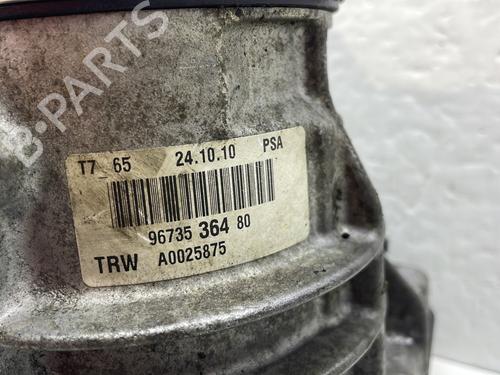 B-PARTS
T7_65 24.10.10 PSA
96735 364 80
TRW A0025875